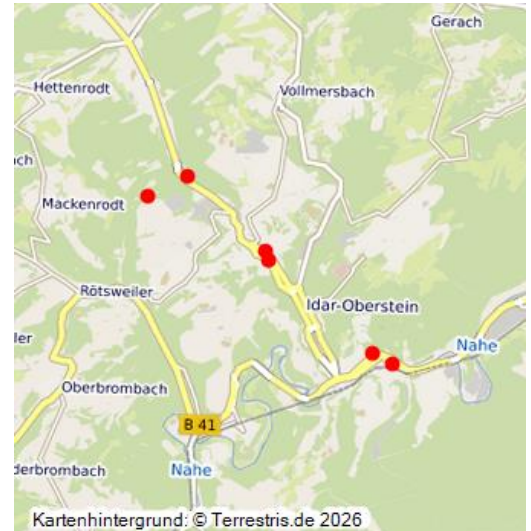 Gerach
Hettenrodt
Vollmersbach
ch
Mackenrodt
Rötsweiler
Idar-Oberstein
ler
Nahe
Oberbrombach
B 41
derbrombach
Nahe
Kartenhintergrund: © Terrestris.de 2026